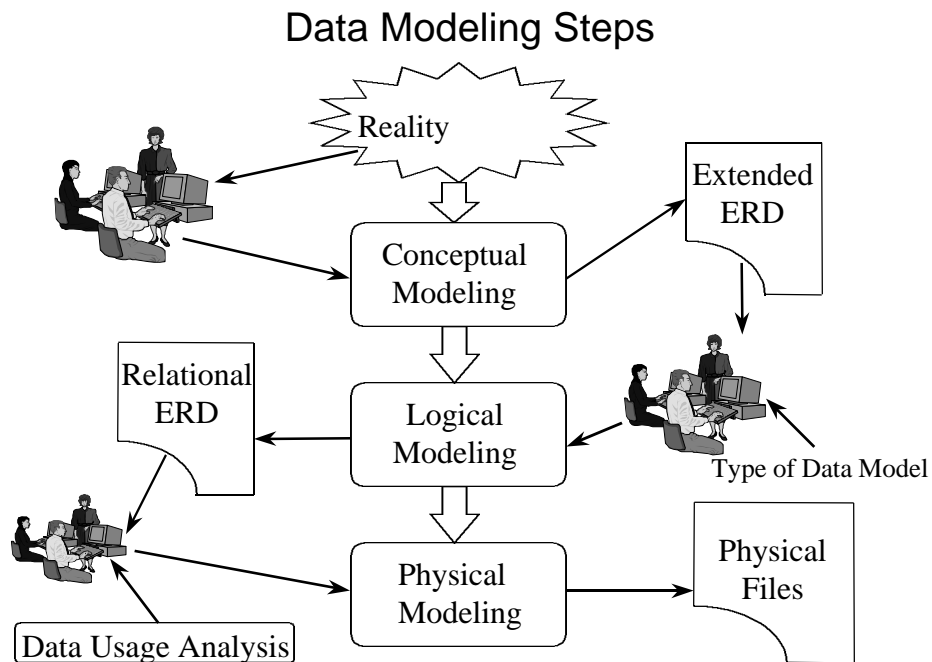 Data Modeling Steps
Reality
Extended
ERD
Conceptual
Modeling
Relational
ERD
Logical
Modeling
Type of Data Model
Physical
Modeling
Physical
Files
Data Usage Analysis